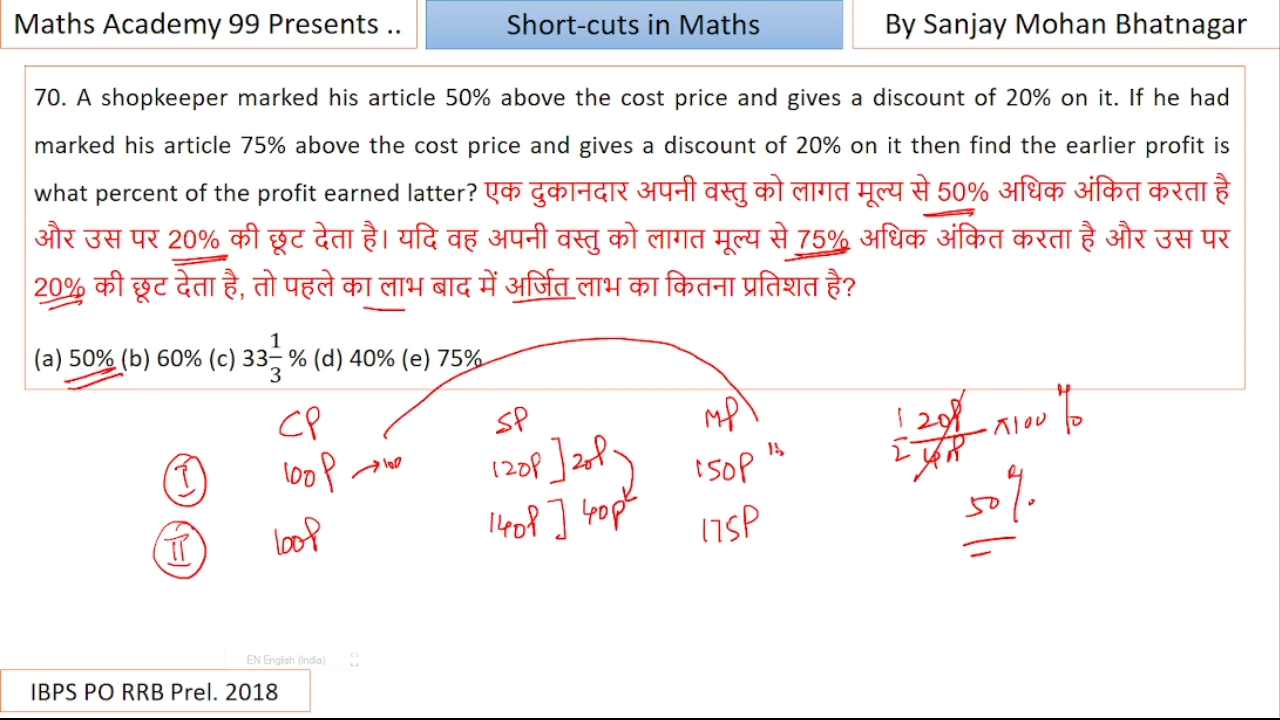 Maths Academy 99 Presents ..
Short-cuts in Maths
By Sanjay Mohan Bhatnagar
70. A shopkeeper marked his article 50% above the cost price and gives a discount of 20% on it. If he had
marked his article 75% above the cost price and gives a discount of 20% on it then find the earlier profit is
what percent of the profit earned latter? एक दुकानदार अपनी वस्तु को लागत मूल्य से 50% अधिक अंकित करता है
और उस पर 20% की छूट देता है। यदि वह अपनी वस्तु को लागत मूल्य से 75% अधिक अंकित करता है और उस पर
20% की छूट देता है, तो पहले का लाभ बाद में अर्जित लाभ का कितना प्रतिशत है?
(a) 50% (b) 60% (c) 33 1/3 % (d) 40% (e) 75%
CP SP MP
I 100P → 100 120P ] 20P 150P
II 100P 140P ] 40P 175P
1 20P
2 40P × 100 %
50%
EN English (India)
IBPS PO RRB Prel. 2018